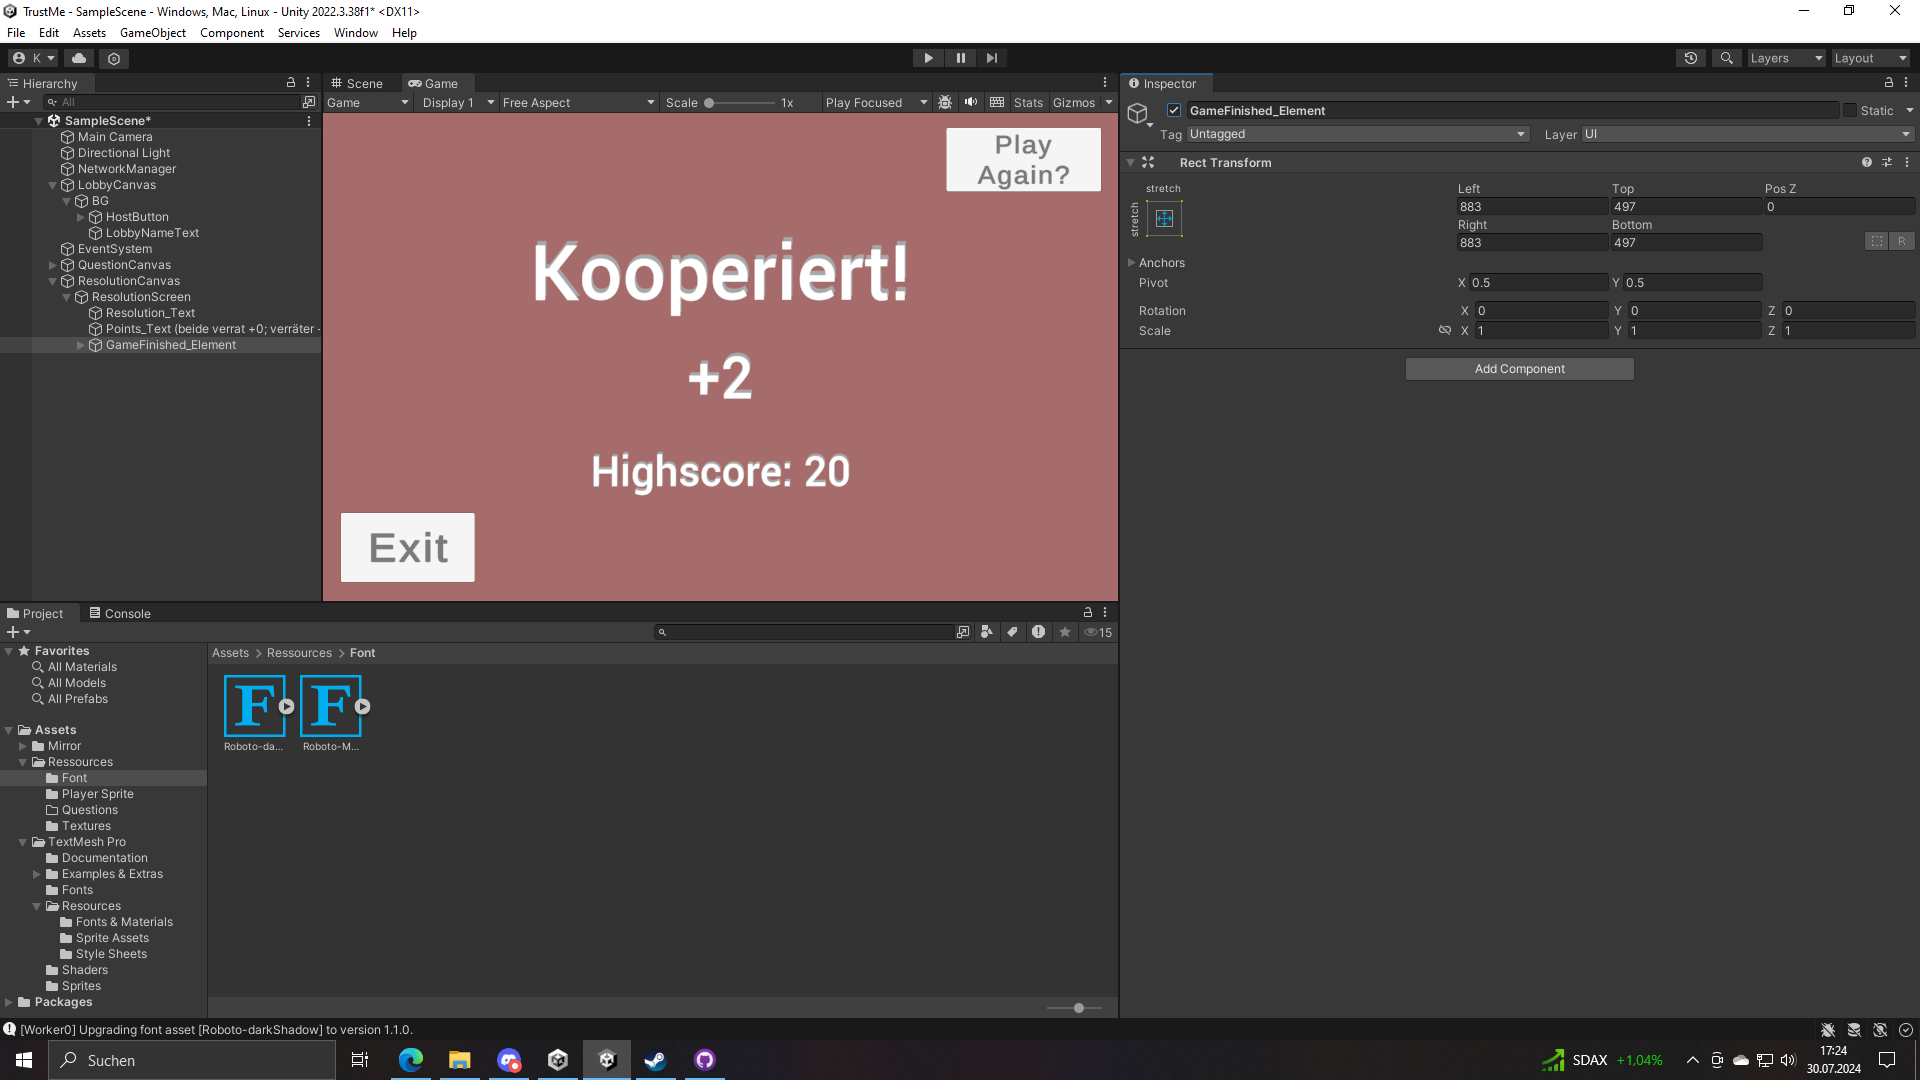 TrustMe - SampleScene - Windows, Mac, Linux - Unity 2022.3.38f1* <DX11>
File Edit Assets GameObject Component Services Window Help
K Layers Layout
Hierarchy
All
SampleScene*
Main Camera
Directional Light
NetworkManager
LobbyCanvas
BG
HostButton
LobbyNameText
EventSystem
QuestionCanvas
ResolutionCanvas
ResolutionScreen
Resolution_Text
Points_Text (beide verrat +0; verräter -
GameFinished_Element
Scene Game
Game Display 1 Free Aspect Scale 1x Play Focused Stats Gizmos
Play
Again?
Kooperiert!
+2
Highscore: 20
Exit
Inspector
GameFinished_Element Static
Tag Untagged Layer UI
Rect Transform
stretch Left Top Pos Z
stretch 883 497 0
Right Bottom
883 497 R
Anchors
Pivot X 0.5 Y 0.5
Rotation X 0 Y 0 Z 0
Scale X 1 Y 1 Z 1
Add Component
Project Console
15
Favorites
All Materials
All Models
All Prefabs
Assets
Mirror
Ressources
Font
Player Sprite
Questions
Textures
TextMesh Pro
Documentation
Examples & Extras
Fonts
Resources
Fonts & Materials
Sprite Assets
Style Sheets
Shaders
Sprites
Packages
Assets > Ressources > Font
F F
Roboto-da... Roboto-M...
[Worker0] Upgrading font asset [Roboto-darkShadow] to version 1.1.0.
Suchen SDAX +1,04% 17:24
30.07.2024